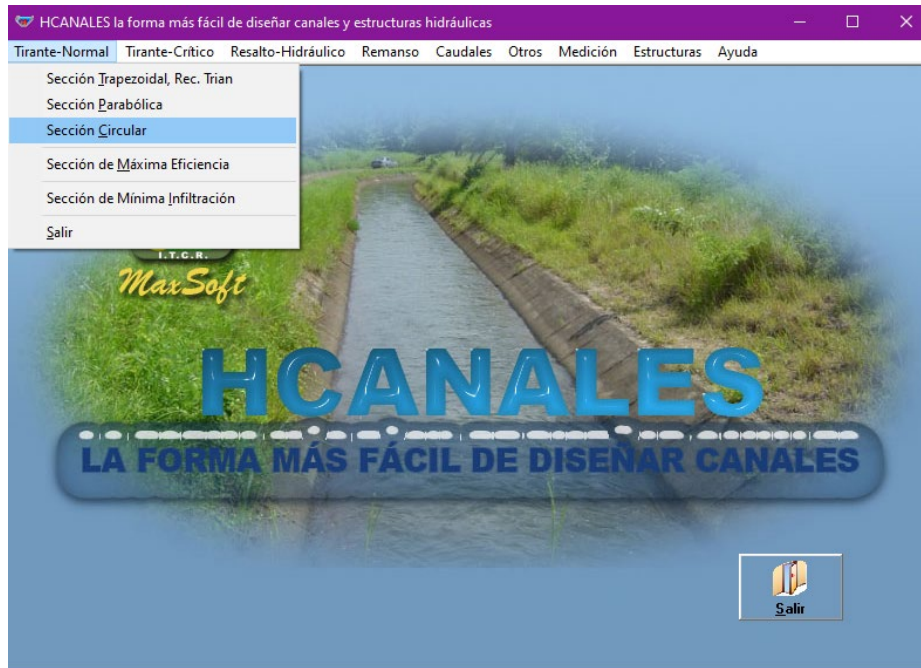 HCANALES la forma más fácil de diseñar canales y estructuras hidráulicas
Tirante-Normal Tirante-Crítico Resalto-Hidráulico Remanso Caudales Otros Medición Estructuras Ayuda
Sección Trapezoidal, Rec. Trian
Sección Parabólica
Sección Circular
Sección de Máxima Eficiencia
Sección de Mínima Infiltración
Salir
I.T.C.R.
MaxSoft
HCANALES
LA FORMA MÁS FÁCIL DE DISEÑAR CANALES
Salir